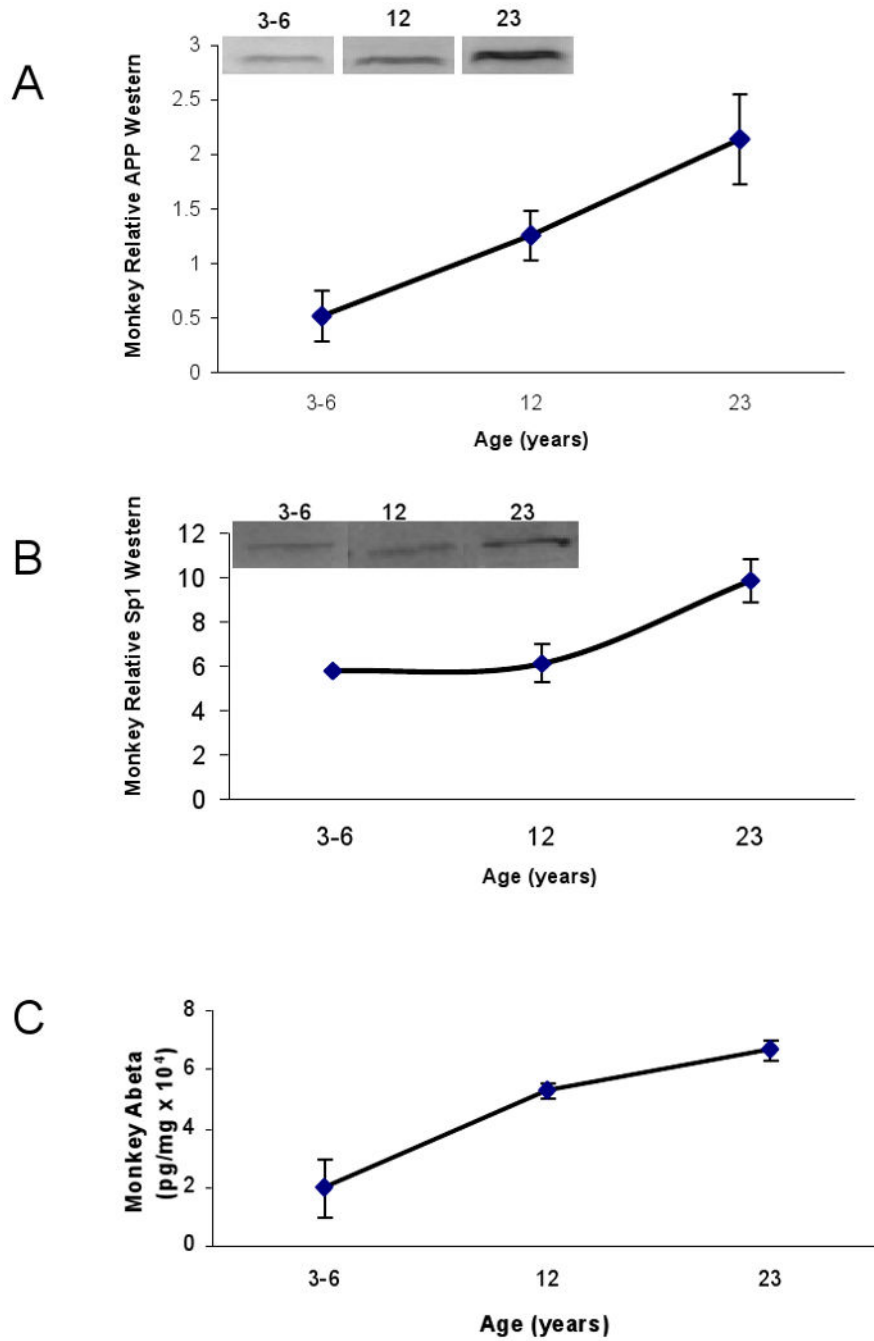 A
3-6 12 23
Monkey Relative APP Western
3
2.5
2
1.5
1
0.5
0
3-6 12 23
Age (years)
B
3-6 12 23
Monkey Relative Sp1 Western
12
10
8
6
4
2
0
3-6 12 23
Age (years)
C
Monkey Abeta
(pg/mg x 10⁴)
8
6
4
2
0
3-6 12 23
Age (years)